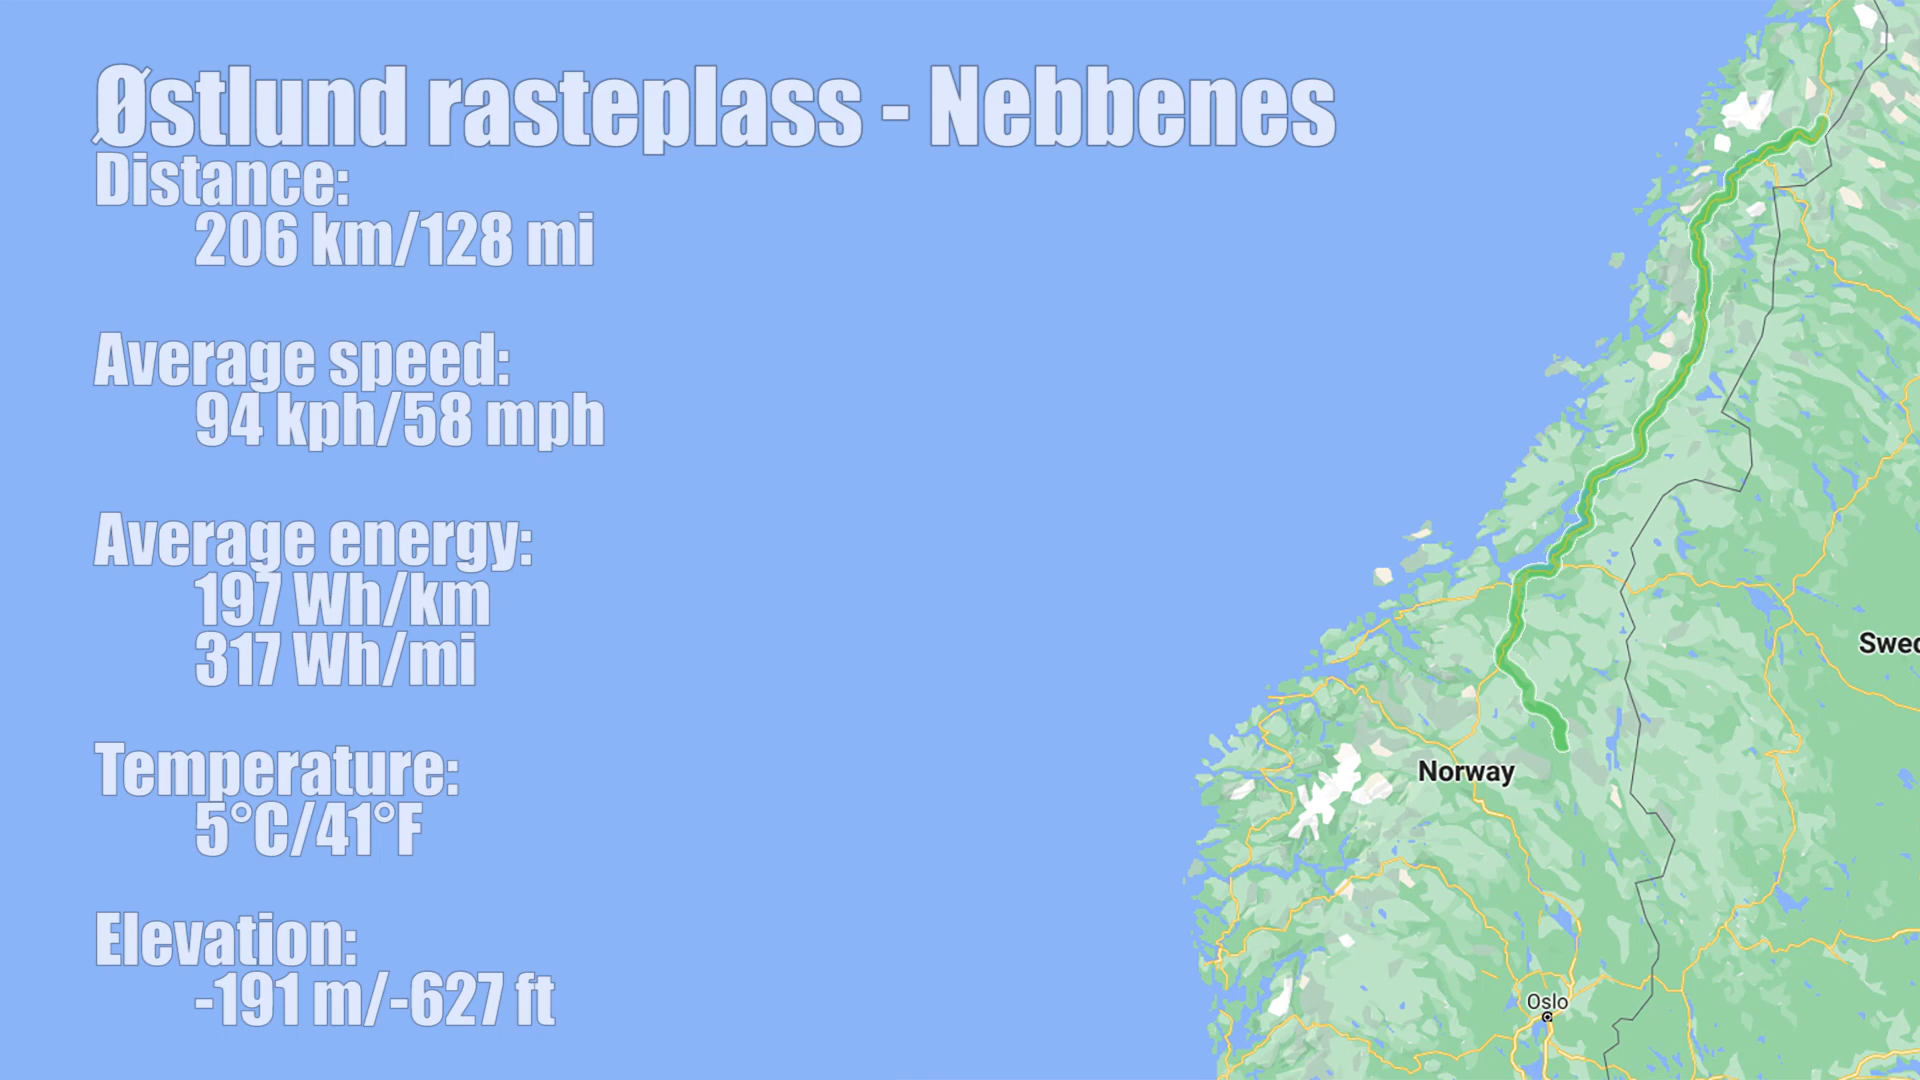 Østlund rasteplass - Nebbenes
Distance:
206 km/128 mi
Average speed:
94 kph/58 mph
Average energy:
197 Wh/km
317 Wh/mi
Temperature:
5°C/41°F
Elevation:
-191 m/-627 ft
Swed
Norway
Oslo